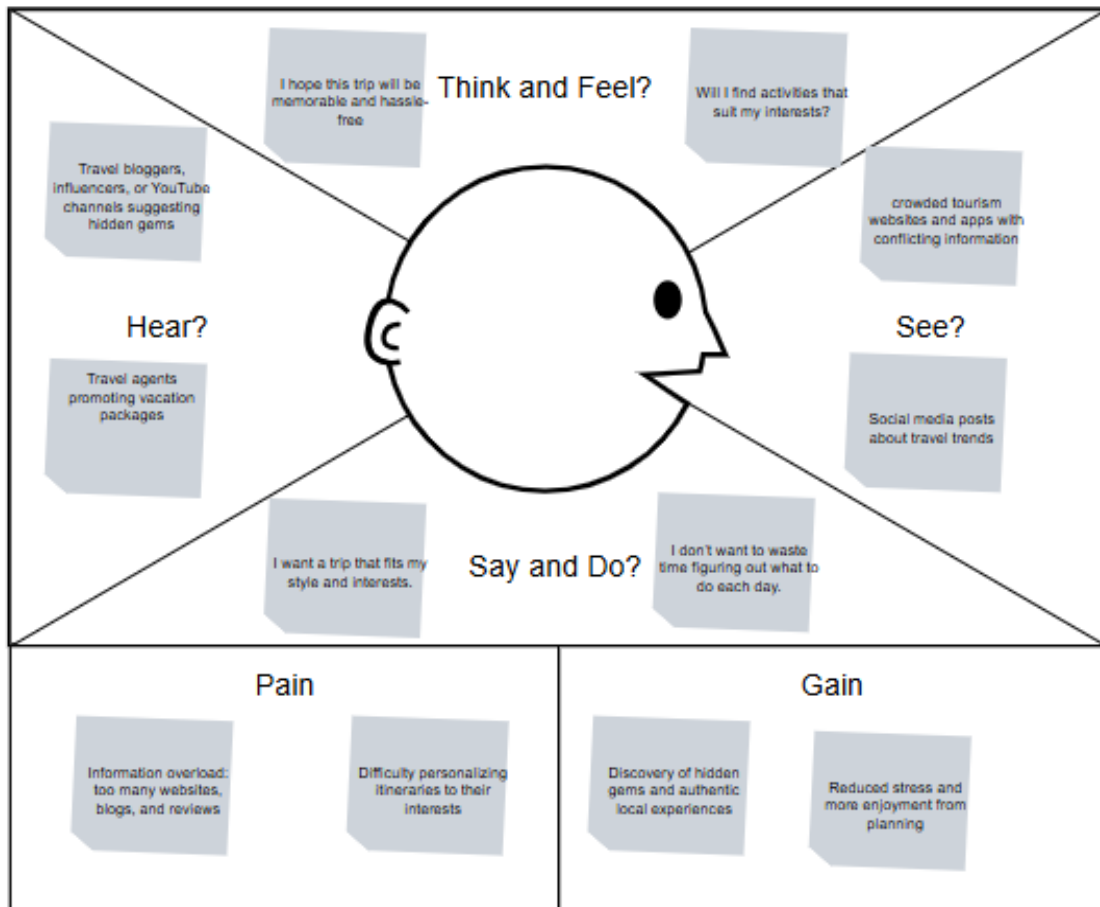 Think and Feel?
I hope this trip will be
memorable and hassle-
free
Will I find activities that
suit my interests?
Hear?
Travel bloggers,
influencers, or YouTube
channels suggesting
hidden gems
Travel agents
promoting vacation
packages
See?
crowded tourism
websites and apps with
conflicting information
Social media posts
about travel trends
Say and Do?
I want a trip that fits my
style and interests.
I don't want to waste
time figuring out what to
do each day.
Pain
Information overload:
too many websites,
blogs, and reviews
Difficulty personalizing
itineraries to their
interests
Gain
Discovery of hidden
gems and authentic
local experiences
Reduced stress and
more enjoyment from
planning